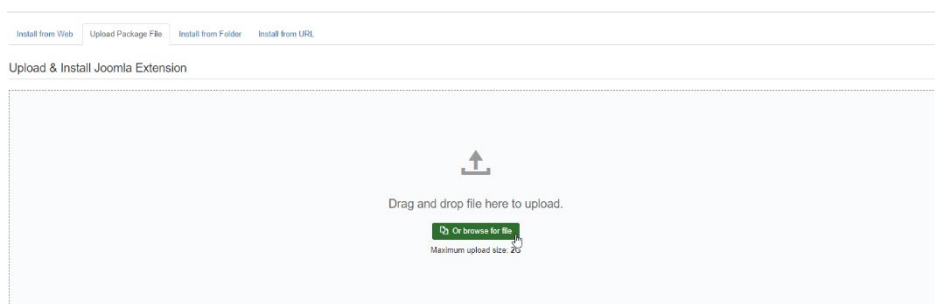 Install from Web Upload Package File Install from Folder Install from URL
Upload & Install Joomla Extension
Drag and drop file here to upload.
Or browse for file
Maximum upload size: 2G